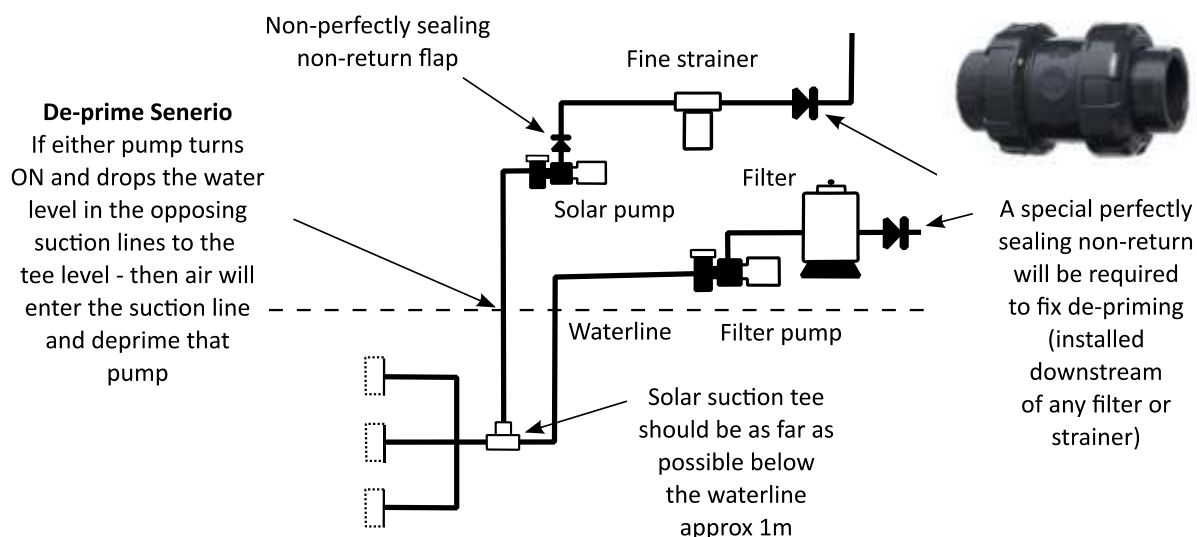 Non-perfectly sealing
non-return flap
Fine strainer
De-prime Senerio
If either pump turns
ON and drops the water
level in the opposing
suction lines to the
tee level - then air will
enter the suction line
and deprime that
pump
Solar pump
Filter
A special perfectly
sealing non-return
will be required
to fix de-priming
(installed
downstream
of any filter or
strainer)
Waterline
Filter pump
Solar suction tee
should be as far as
possible below
the waterline
approx 1m